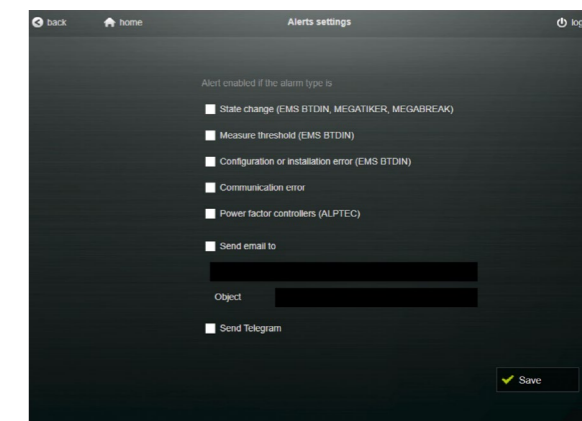 back home Alerts settings log
Alert enabled if the alarm type is
State change (EMS BTDIN, MEGATIKER, MEGABREAK)
Measure threshold (EMS BTDIN)
Configuration or installation error (EMS BTDIN)
Communication error
Power factor controllers (ALPTEC)
Send email to
Object
Send Telegram
Save